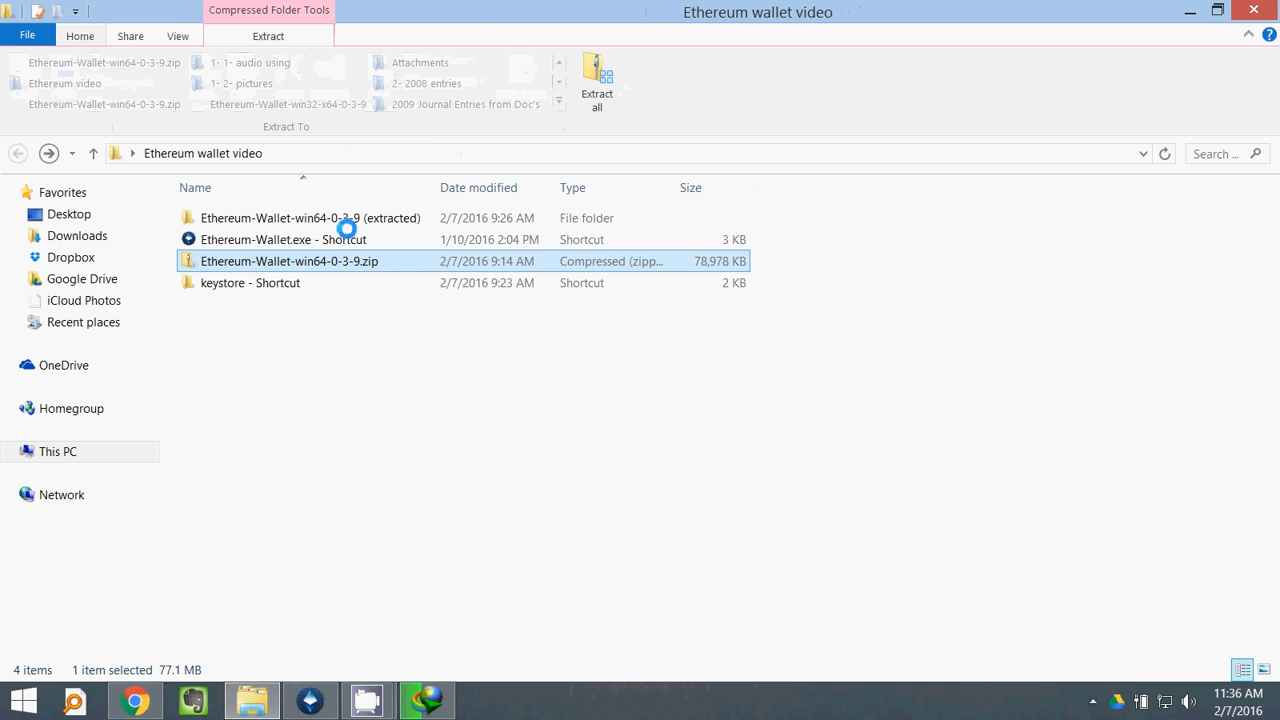 Compressed Folder Tools
Ethereum wallet video
File
Home
Share
View
Extract
Ethereum-Wallet-win64-0-3-9.zip
1- 1- audio using
Attachments
Ethereum video
1- 2- pictures
2- 2008 entries
Ethereum-Wallet-win64-0-3-9.zip
Ethereum-Wallet-win32-x64-0-3-9
2009 Journal Entries from Doc's
Extract all
Extract To
Ethereum wallet video
Search ...
Name
Date modified
Type
Size
Favorites
Desktop
Downloads
Dropbox
Google Drive
iCloud Photos
Recent places
OneDrive
Homegroup
This PC
Network
Ethereum-Wallet-win64-0-3-9 (extracted) 2/7/2016 9:26 AM File folder
Ethereum-Wallet.exe - Shortcut 1/10/2016 2:04 PM Shortcut 3 KB
Ethereum-Wallet-win64-0-3-9.zip 2/7/2016 9:14 AM Compressed (zipp... 78,978 KB
keystore - Shortcut 2/7/2016 9:23 AM Shortcut 2 KB
4 items 1 item selected 77.1 MB
11:36 AM
2/7/2016